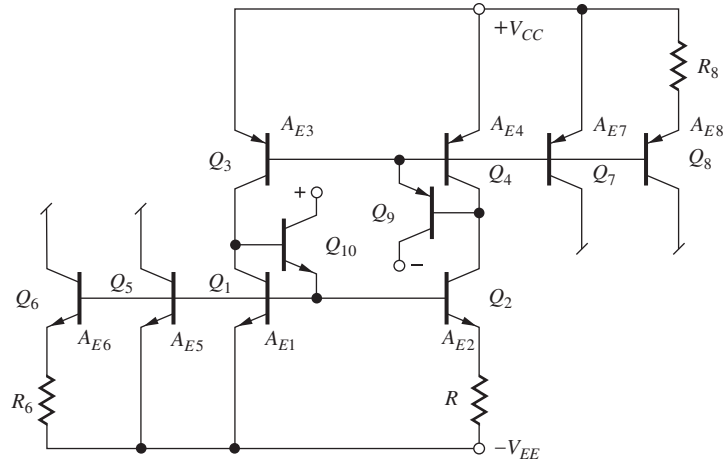 +V_CC
R_8
A_E3
A_E4
A_E7
A_E8
Q_3
Q_4
Q_7
Q_8
+
Q_9
Q_10
−
Q_6
Q_5
Q_1
Q_2
A_E6
A_E5
A_E1
A_E2
R_6
R
−V_EE